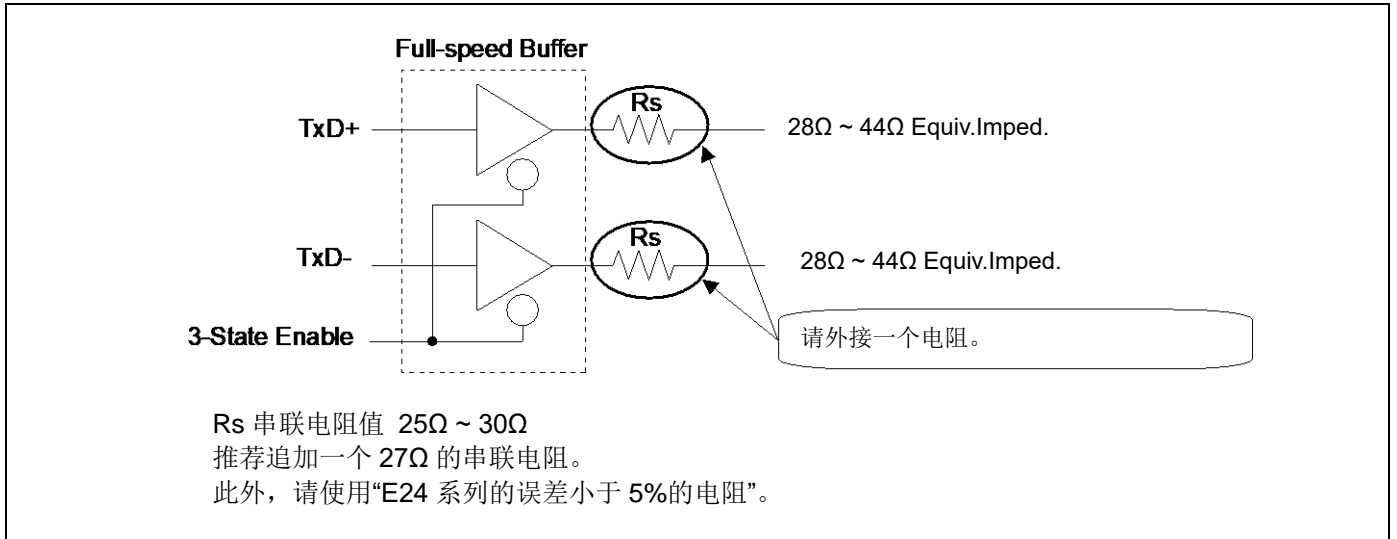 Full-speed Buffer
Rs
TxD+
28Ω ~ 44Ω Equiv.Imped.
Rs
TxD-
28Ω ~ 44Ω Equiv.Imped.
3-State Enable
请外接一个电阻。
Rs 串联电阻值 25Ω ~ 30Ω
推荐追加一个 27Ω 的串联电阻。
此外，请使用“E24 系列的误差小于 5%的电阻”。